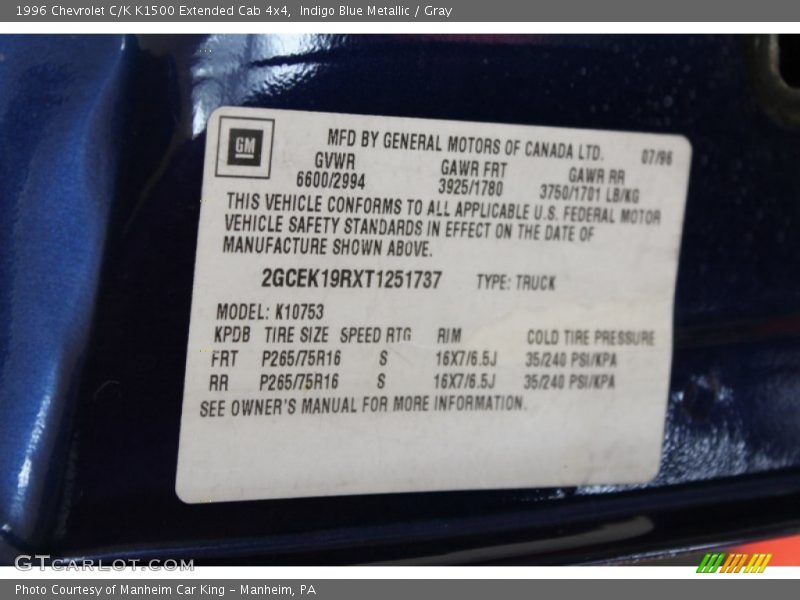 1996 Chevrolet C/K K1500 Extended Cab 4x4, Indigo Blue Metallic / Gray
GM
MFD BY GENERAL MOTORS OF CANADA LTD. 07/96
GVWR GAWR FRT GAWR RR
6600/2994 3925/1780 3750/1701 LB/KG
THIS VEHICLE CONFORMS TO ALL APPLICABLE U.S. FEDERAL MOTOR
VEHICLE SAFETY STANDARDS IN EFFECT ON THE DATE OF
MANUFACTURE SHOWN ABOVE.
2GCEK19RXT1251737 TYPE: TRUCK
MODEL: K10753
KPDB TIRE SIZE SPEED RTG RIM COLD TIRE PRESSURE
FRT P265/75R16 S 16X7/6.5J 35/240 PSI/KPA
RR P265/75R16 S 16X7/6.5J 35/240 PSI/KPA
SEE OWNER'S MANUAL FOR MORE INFORMATION.
GTCARLOT.COM
Photo Courtesy of Manheim Car King - Manheim, PA